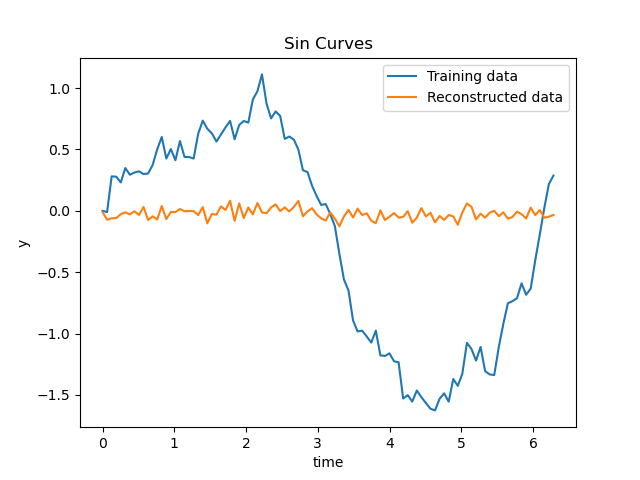 Sin Curves
Training data
Reconstructed data
y
1.0
0.5
0.0
−0.5
−1.0
−1.5
0 1 2 3 4 5 6
time